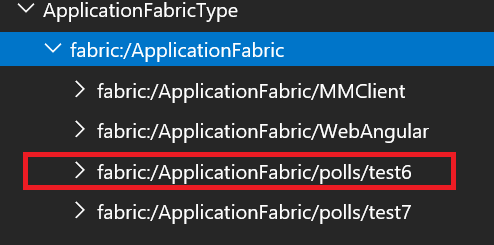 ApplicationFabricType
fabric:/ApplicationFabric
fabric:/ApplicationFabric/MMClient
fabric:/ApplicationFabric/WebAngular
fabric:/ApplicationFabric/polls/test6
fabric:/ApplicationFabric/polls/test7